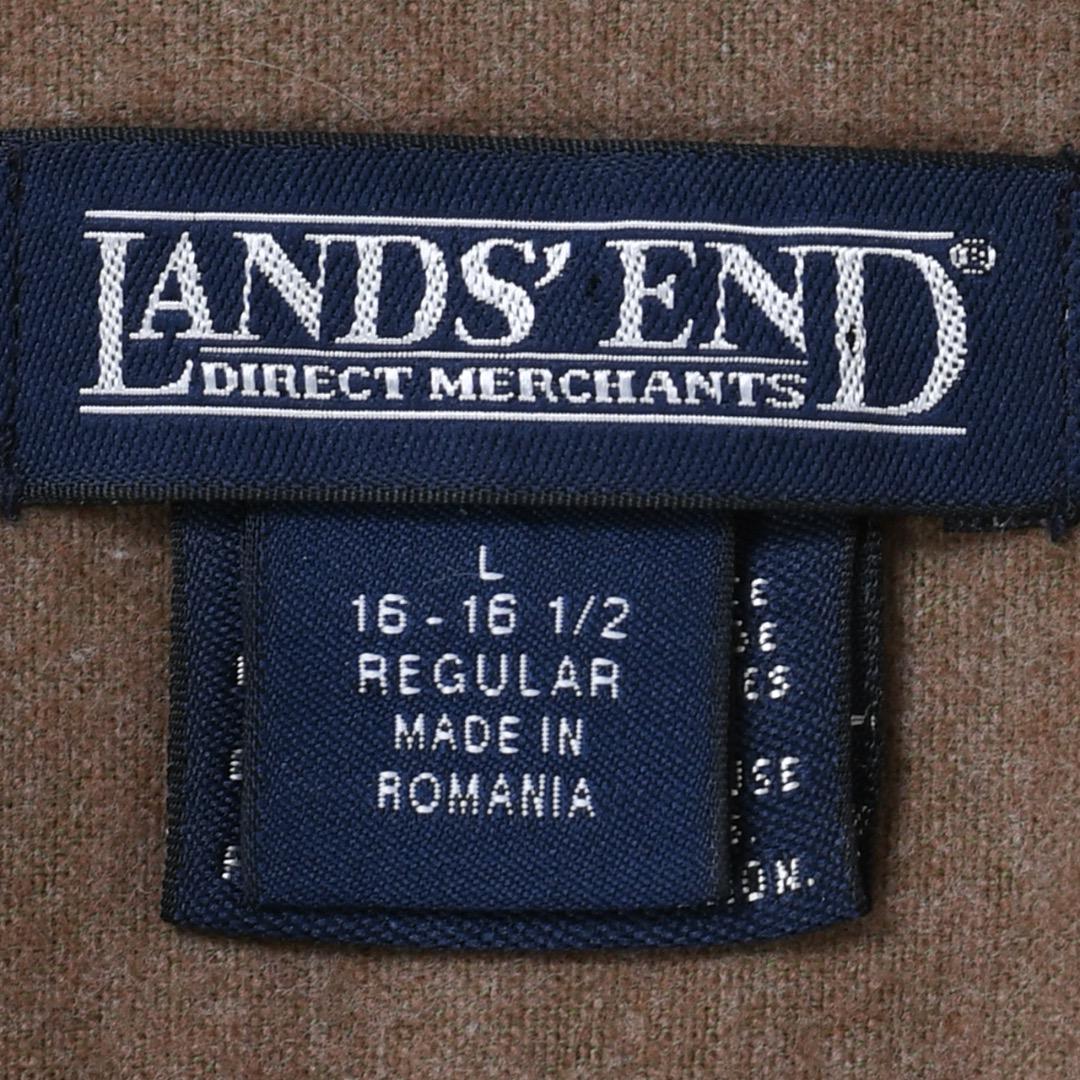 LANDS' END®
DIRECT MERCHANTS
L
16 - 16 1/2
REGULAR
MADE IN
ROMANIA